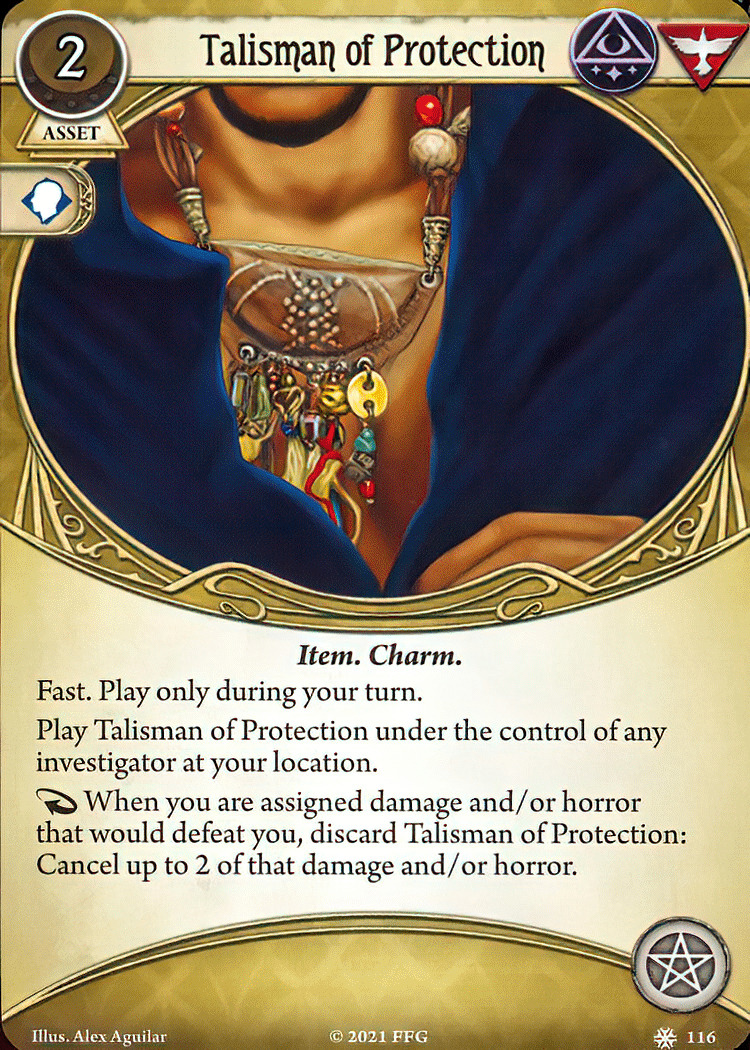 2
Talisman of Protection
ASSET
Item. Charm.
Fast. Play only during your turn.
Play Talisman of Protection under the control of any
investigator at your location.
When you are assigned damage and/or horror
that would defeat you, discard Talisman of Protection:
Cancel up to 2 of that damage and/or horror.
Illus. Alex Aguilar
© 2021 FFG
116